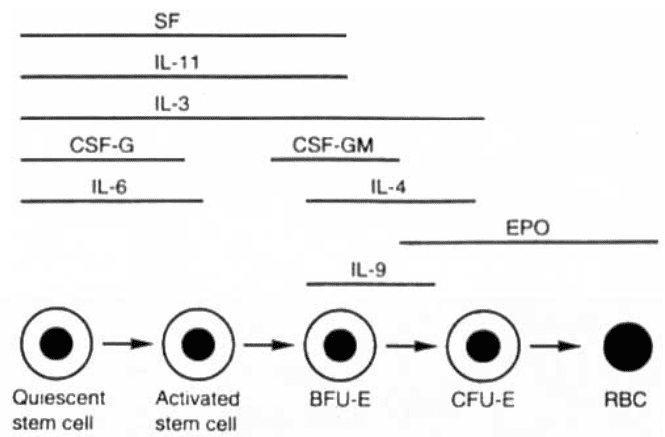 SF
IL-11
IL-3
CSF-G CSF-GM
IL-6 IL-4
EPO
IL-9
Quiescent Activated BFU-E CFU-E RBC
stem cell stem cell